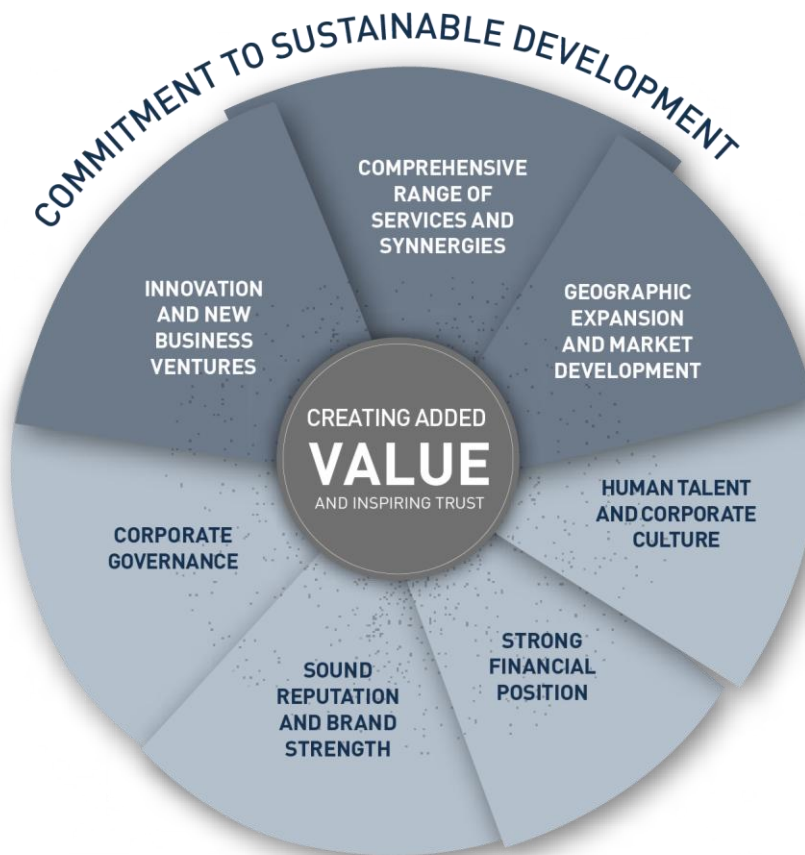 COMMITMENT TO SUSTAINABLE DEVELOPMENT
COMPREHENSIVE
RANGE OF
SERVICES AND
SYNNERGIES
INNOVATION
AND NEW
BUSINESS
VENTURES
GEOGRAPHIC
EXPANSION
AND MARKET
DEVELOPMENT
CREATING ADDED
VALUE
AND INSPIRING TRUST
HUMAN TALENT
AND CORPORATE
CULTURE
CORPORATE
GOVERNANCE
STRONG
FINANCIAL
POSITION
SOUND
REPUTATION
AND BRAND
STRENGTH